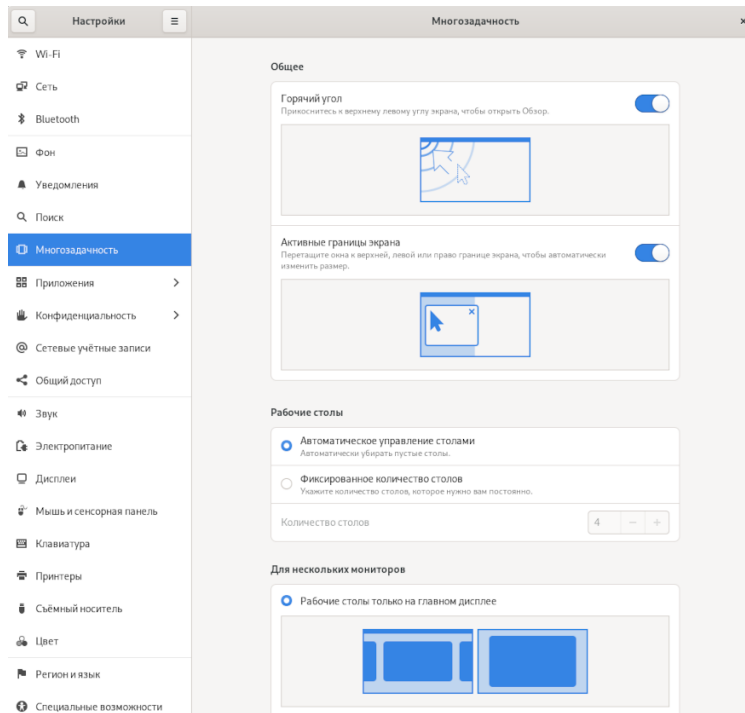 Настройки
Многозадачность
Wi-Fi
Сеть
Bluetooth
Фон
Уведомления
Поиск
Многозадачность
Приложения
Конфиденциальность
Сетевые учётные записи
Общий доступ
Звук
Электропитание
Дисплеи
Мышь и сенсорная панель
Клавиатура
Принтеры
Съёмный носитель
Цвет
Регион и язык
Специальные возможности
Общее
Горячий угол
Прикоснитесь к верхнему левому углу экрана, чтобы открыть Обзор.
Активные границы экрана
Перетащите окна к верхней, левой или право границе экрана, чтобы автоматически
изменить размер.
Рабочие столы
Автоматическое управление столами
Автоматически убирать пустые столы.
Фиксированное количество столов
Укажите количество столов, которое нужно вам постоянно.
Количество столов
4
Для нескольких мониторов
Рабочие столы только на главном дисплее